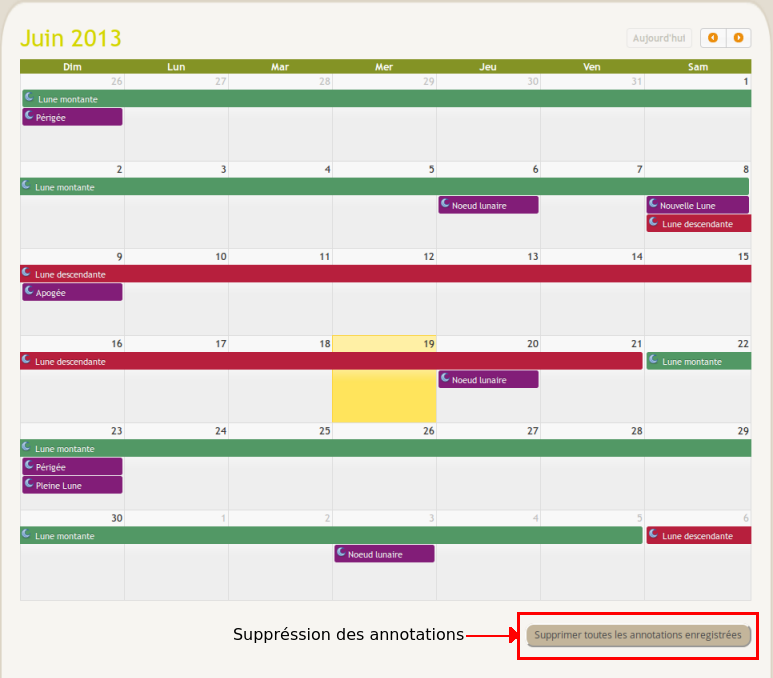 Juin 2013
Aujourd'hui
Dim Lun Mar Mer Jeu Ven Sam
26 27 28 29 30 31 1
Lune montante
Périgée
2 3 4 5 6 7 8
Lune montante
Noeud lunaire Nouvelle Lune
Lune descendante
9 10 11 12 13 14 15
Lune descendante
Apogée
16 17 18 19 20 21 22
Lune descendante Lune montante
Noeud lunaire
23 24 25 26 27 28 29
Lune montante
Périgée
Pleine Lune
30 1 2 3 4 5 6
Lune montante Lune descendante
Noeud lunaire
Suppréssion des annotations Supprimer toutes les annotations enregistrées